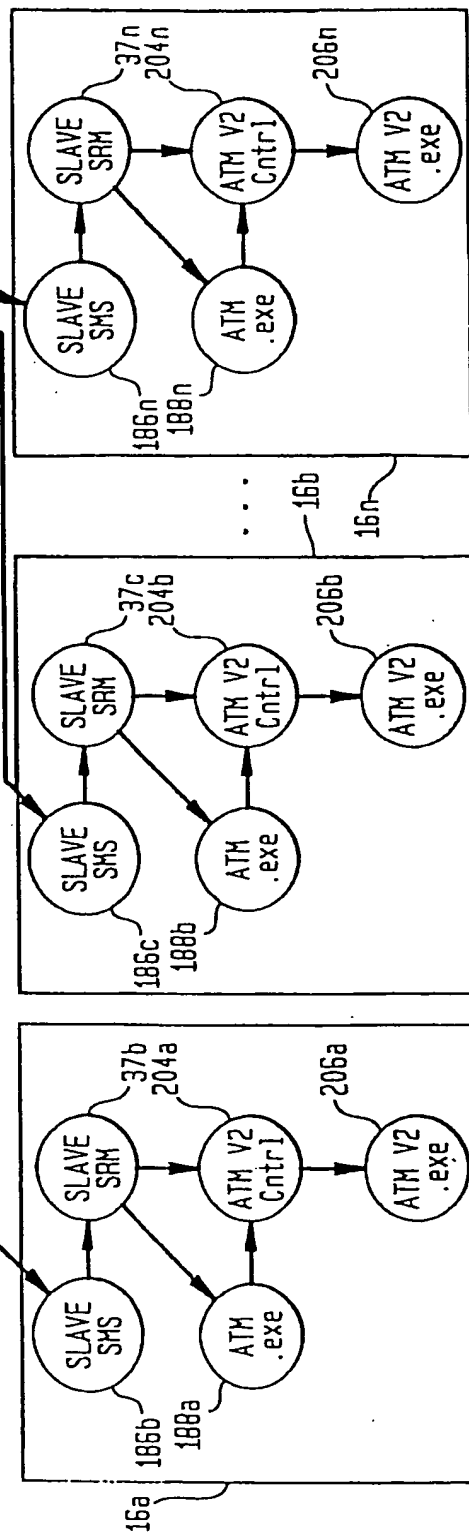 16a
SLAVE
SMS
186b
SLAVE
SRM
37b
204a
ATM
.exe
188a
ATM V2
Cntrl
ATM V2
.exe
206a
SLAVE
SMS
186c
SLAVE
SRM
37c
204b
ATM
.exe
188b
ATM V2
Cntrl
ATM V2
.exe
206b
16b
. . .
16n
SLAVE
SMS
186n
SLAVE
SRM
37n
204n
ATM
.exe
188n
ATM V2
Cntrl
ATM V2
.exe
206n